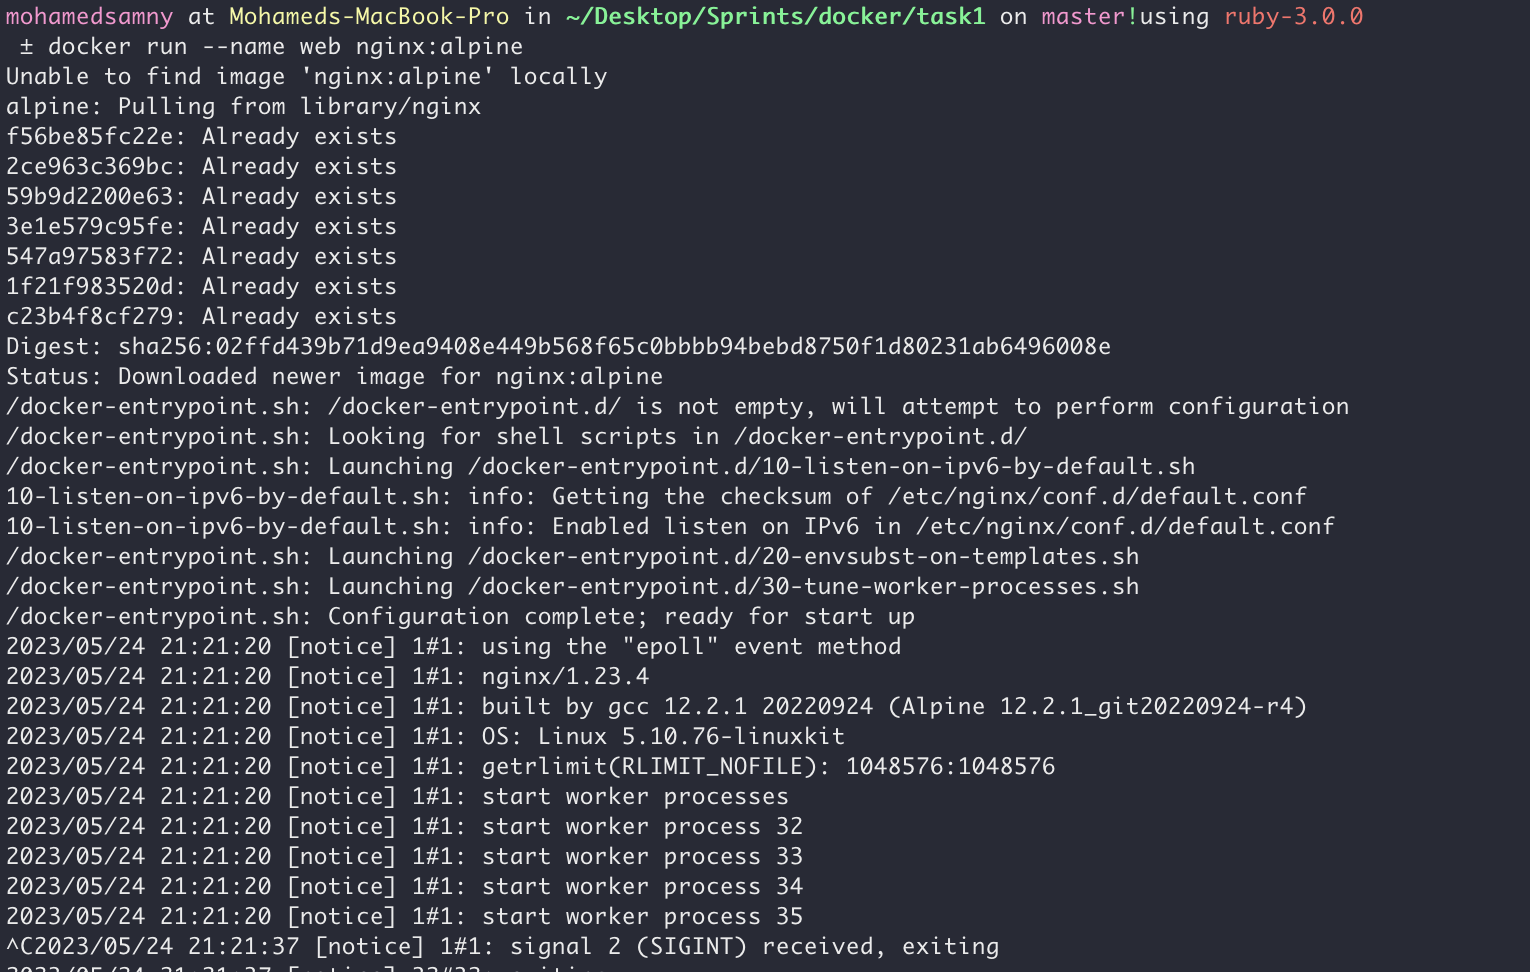 mohamedsamny at Mohameds-MacBook-Pro in ~/Desktop/Sprints/docker/task1 on master!using ruby-3.0.0
± docker run --name web nginx:alpine
Unable to find image 'nginx:alpine' locally
alpine: Pulling from library/nginx
f56be85fc22e: Already exists
2ce963c369bc: Already exists
59b9d2200e63: Already exists
3e1e579c95fe: Already exists
547a97583f72: Already exists
1f21f983520d: Already exists
c23b4f8cf279: Already exists
Digest: sha256:02ffd439b71d9ea9408e449b568f65c0bbbb94bebd8750f1d80231ab6496008e
Status: Downloaded newer image for nginx:alpine
/docker-entrypoint.sh: /docker-entrypoint.d/ is not empty, will attempt to perform configuration
/docker-entrypoint.sh: Looking for shell scripts in /docker-entrypoint.d/
/docker-entrypoint.sh: Launching /docker-entrypoint.d/10-listen-on-ipv6-by-default.sh
10-listen-on-ipv6-by-default.sh: info: Getting the checksum of /etc/nginx/conf.d/default.conf
10-listen-on-ipv6-by-default.sh: info: Enabled listen on IPv6 in /etc/nginx/conf.d/default.conf
/docker-entrypoint.sh: Launching /docker-entrypoint.d/20-envsubst-on-templates.sh
/docker-entrypoint.sh: Launching /docker-entrypoint.d/30-tune-worker-processes.sh
/docker-entrypoint.sh: Configuration complete; ready for start up
2023/05/24 21:21:20 [notice] 1#1: using the "epoll" event method
2023/05/24 21:21:20 [notice] 1#1: nginx/1.23.4
2023/05/24 21:21:20 [notice] 1#1: built by gcc 12.2.1 20220924 (Alpine 12.2.1_git20220924-r4)
2023/05/24 21:21:20 [notice] 1#1: OS: Linux 5.10.76-linuxkit
2023/05/24 21:21:20 [notice] 1#1: getrlimit(RLIMIT_NOFILE): 1048576:1048576
2023/05/24 21:21:20 [notice] 1#1: start worker processes
2023/05/24 21:21:20 [notice] 1#1: start worker process 32
2023/05/24 21:21:20 [notice] 1#1: start worker process 33
2023/05/24 21:21:20 [notice] 1#1: start worker process 34
2023/05/24 21:21:20 [notice] 1#1: start worker process 35
^C2023/05/24 21:21:37 [notice] 1#1: signal 2 (SIGINT) received, exiting